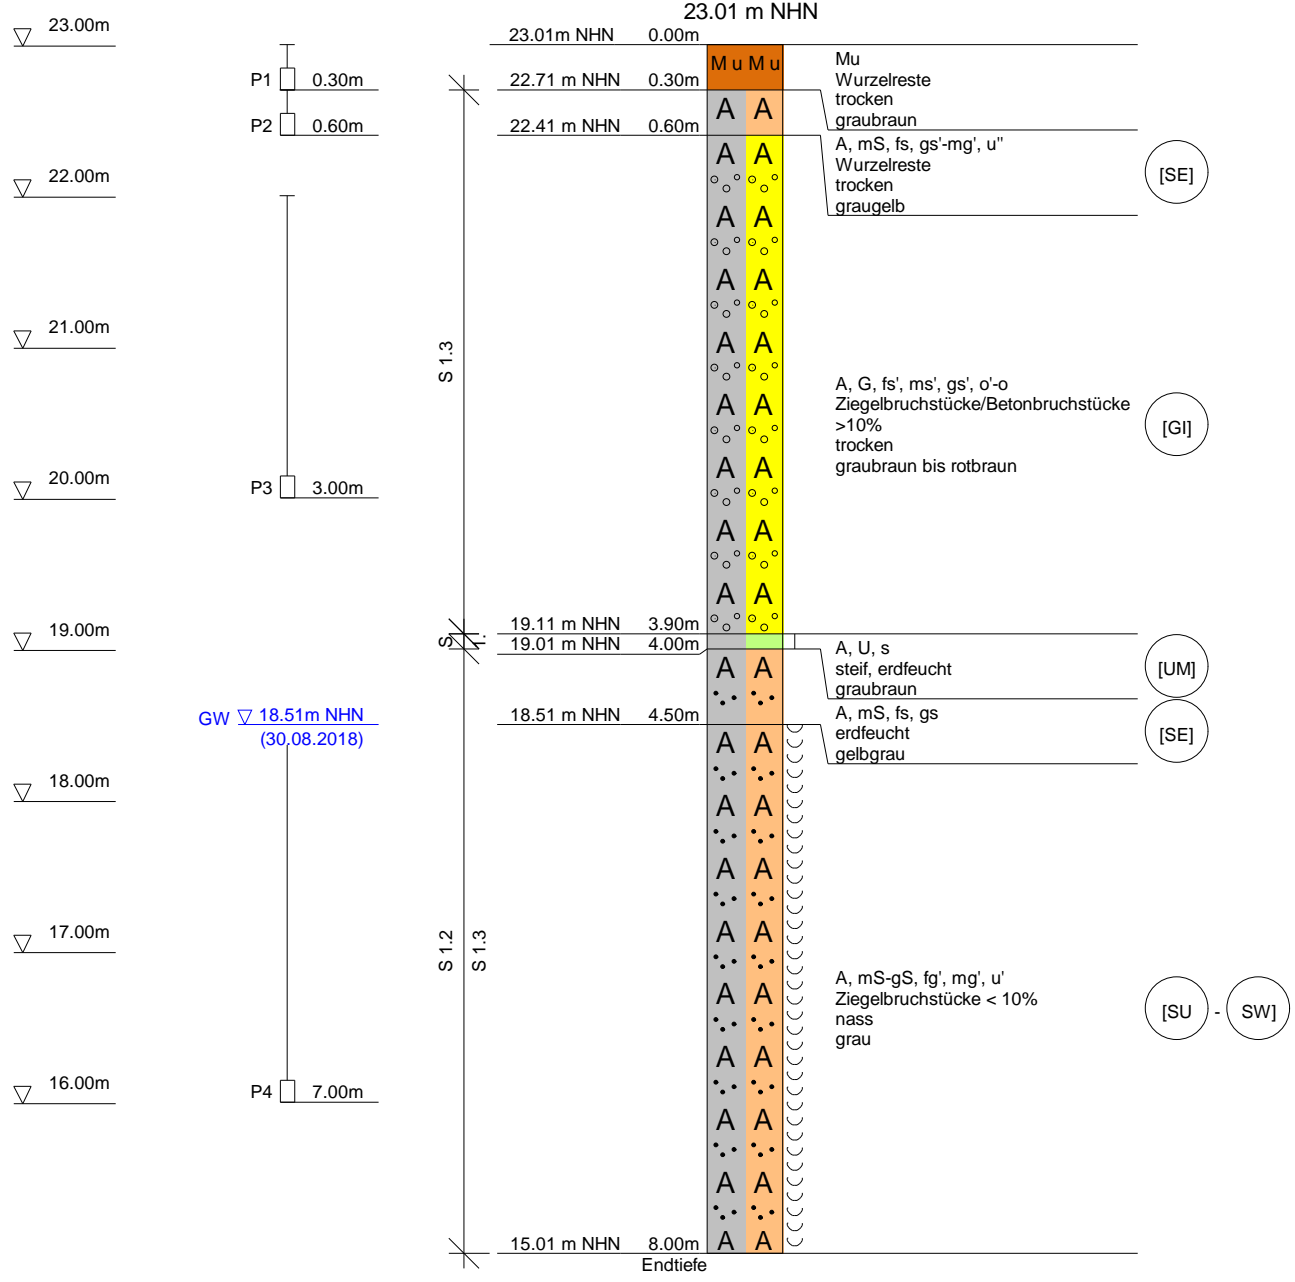 23.01 m NHN
23.00m
23.01m NHN 0.00m
Mu Mu
Mu
Wurzelreste
trocken
graubraun
P1 0.30m
22.71 m NHN 0.30m
A A
P2 0.60m
22.41 m NHN 0.60m
A, mS, fs, gs'-mg', u''
Wurzelreste
trocken
graugelb
[SE]
A A
22.00m
A A
A A
21.00m
A A
S 1.3
A, G, fs', ms', gs', o'-o
Ziegelbruchstücke/Betonbruchstücke
>10%
trocken
graubraun bis rotbraun
[GI]
A A
A A
20.00m
P3 3.00m
A A
A A
19.00m
19.11 m NHN 3.90m
19.01 m NHN 4.00m
A, U, s
steif, erdfeucht
graubraun
[UM]
A A
GW 18.51m NHN
(30.08.2018)
18.51 m NHN 4.50m
A, mS, fs, gs
erdfeucht
gelbgrau
[SE]
A A
18.00m
A A
A A
17.00m
A A
S 1.2
S 1.3
A, mS-gS, fg', mg', u'
Ziegelbruchstücke < 10%
nass
grau
[SU - SW]
A A
A A
16.00m
P4 7.00m
A A
A A
15.01 m NHN 8.00m
A A
Endtiefe